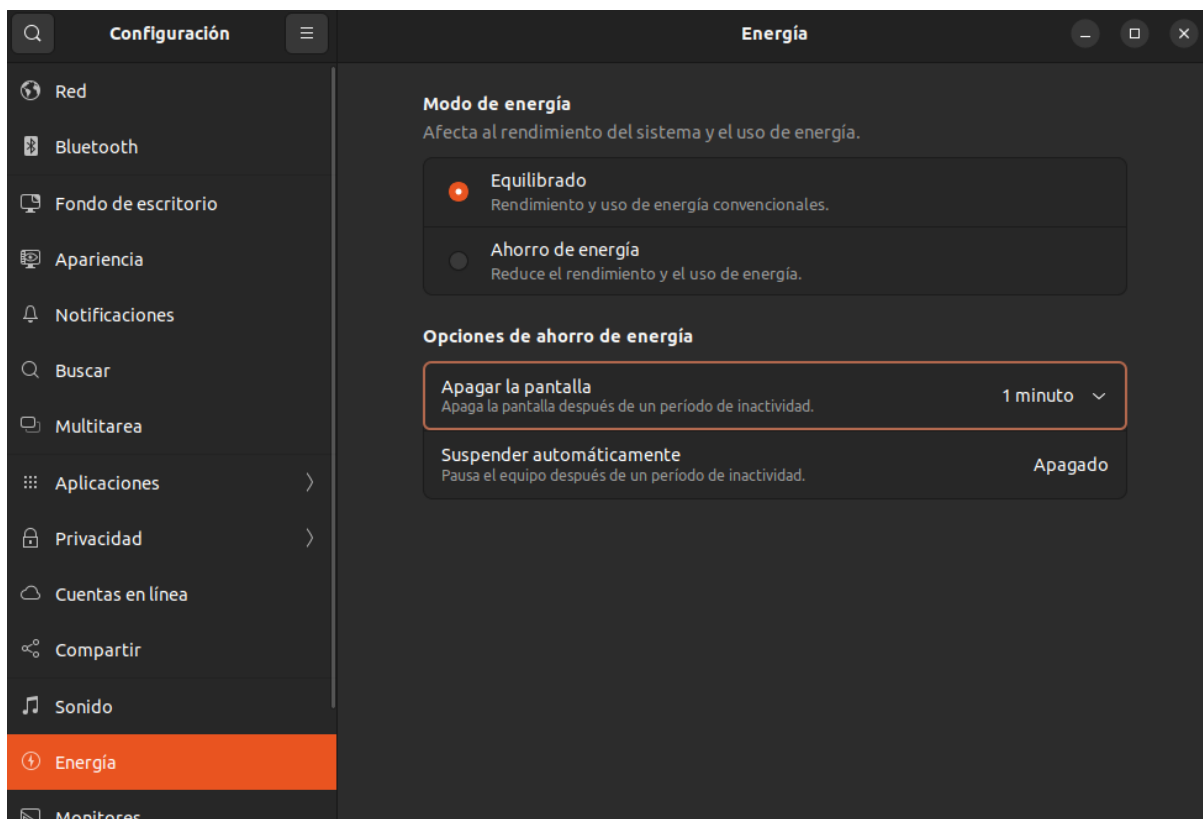 Configuración
Energía
Red
Bluetooth
Fondo de escritorio
Apariencia
Notificaciones
Buscar
Multitarea
Aplicaciones
Privacidad
Cuentas en línea
Compartir
Sonido
Energía
Monitores
Modo de energía
Afecta al rendimiento del sistema y el uso de energía.
Equilibrado
Rendimiento y uso de energía convencionales.
Ahorro de energía
Reduce el rendimiento y el uso de energía.
Opciones de ahorro de energía
Apagar la pantalla
Apaga la pantalla después de un período de inactividad.
1 minuto
Suspender automáticamente
Pausa el equipo después de un período de inactividad.
Apagado